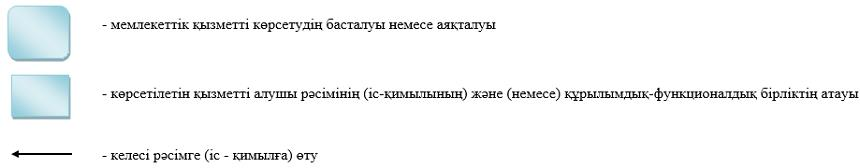 - мемлекеттік қызметті көрсетудің басталуы немесе аяқталуы
- көрсетілетін қызметті алушы рәсімінің (іс-қимылының) және (немесе) құрылымдық-функционалдық бірліктің атауы
- келесі рәсімге (іс - қимылға) өту